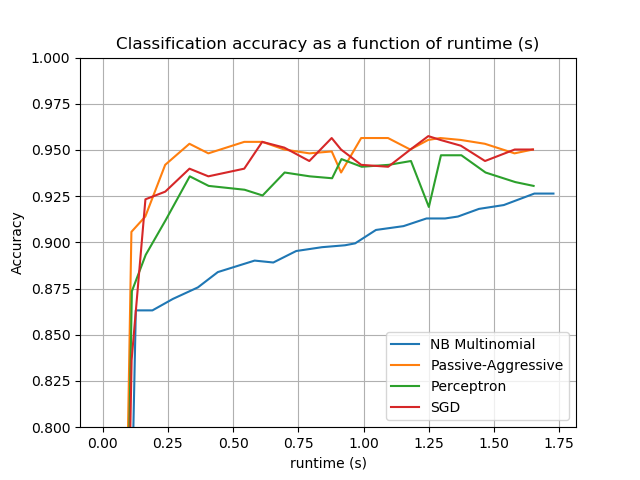 Classification accuracy as a function of runtime (s)
1.000
0.975
0.950
0.925
0.900
0.875
0.850
0.825
0.800
Accuracy
NB Multinomial
Passive-Aggressive
Perceptron
SGD
0.00 0.25 0.50 0.75 1.00 1.25 1.50 1.75
runtime (s)